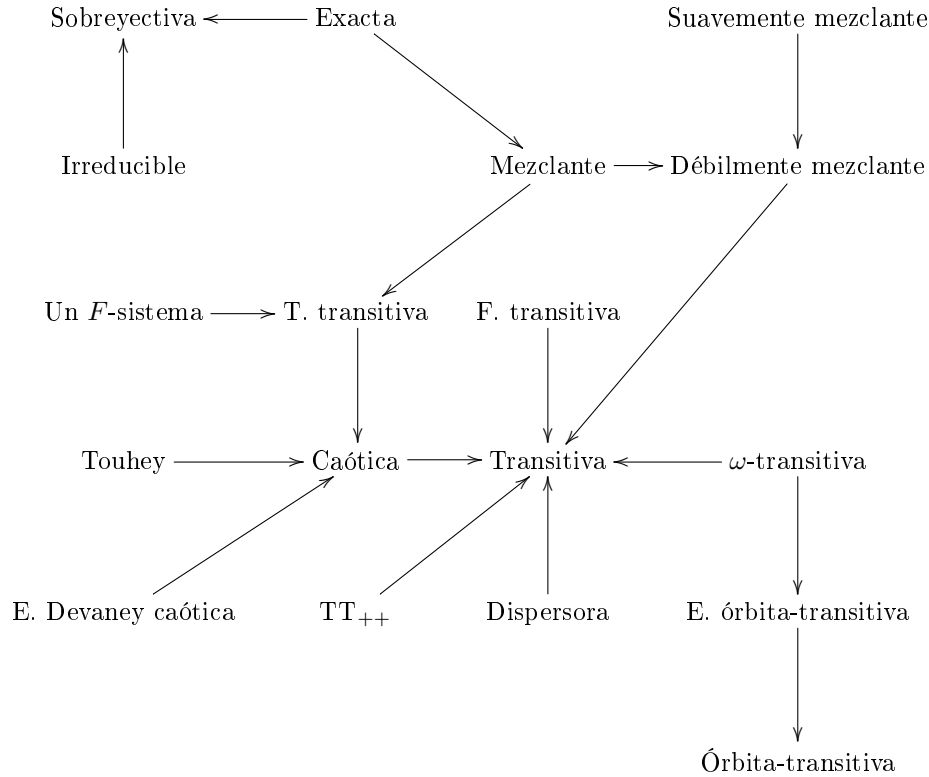 Sobreyectiva Exacta Suavemente mezclante
Irreducible Mezclante Débilmente mezclante
Un F-sistema T. transitiva F. transitiva
Touhey Caótica Transitiva ω-transitiva
E. Devaney caótica TT₊₊ Dispersora E. órbita-transitiva
Órbita-transitiva